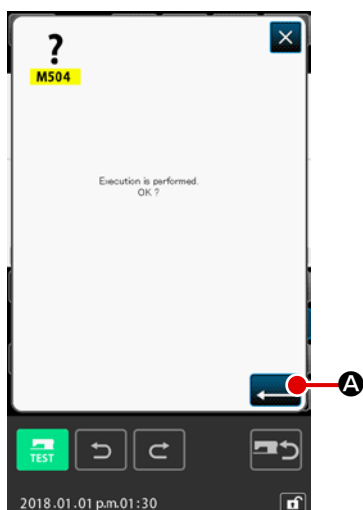 ?
M504
Execution is performed.
OK ?
A
TEST
2018.01.01 p.m.01:30